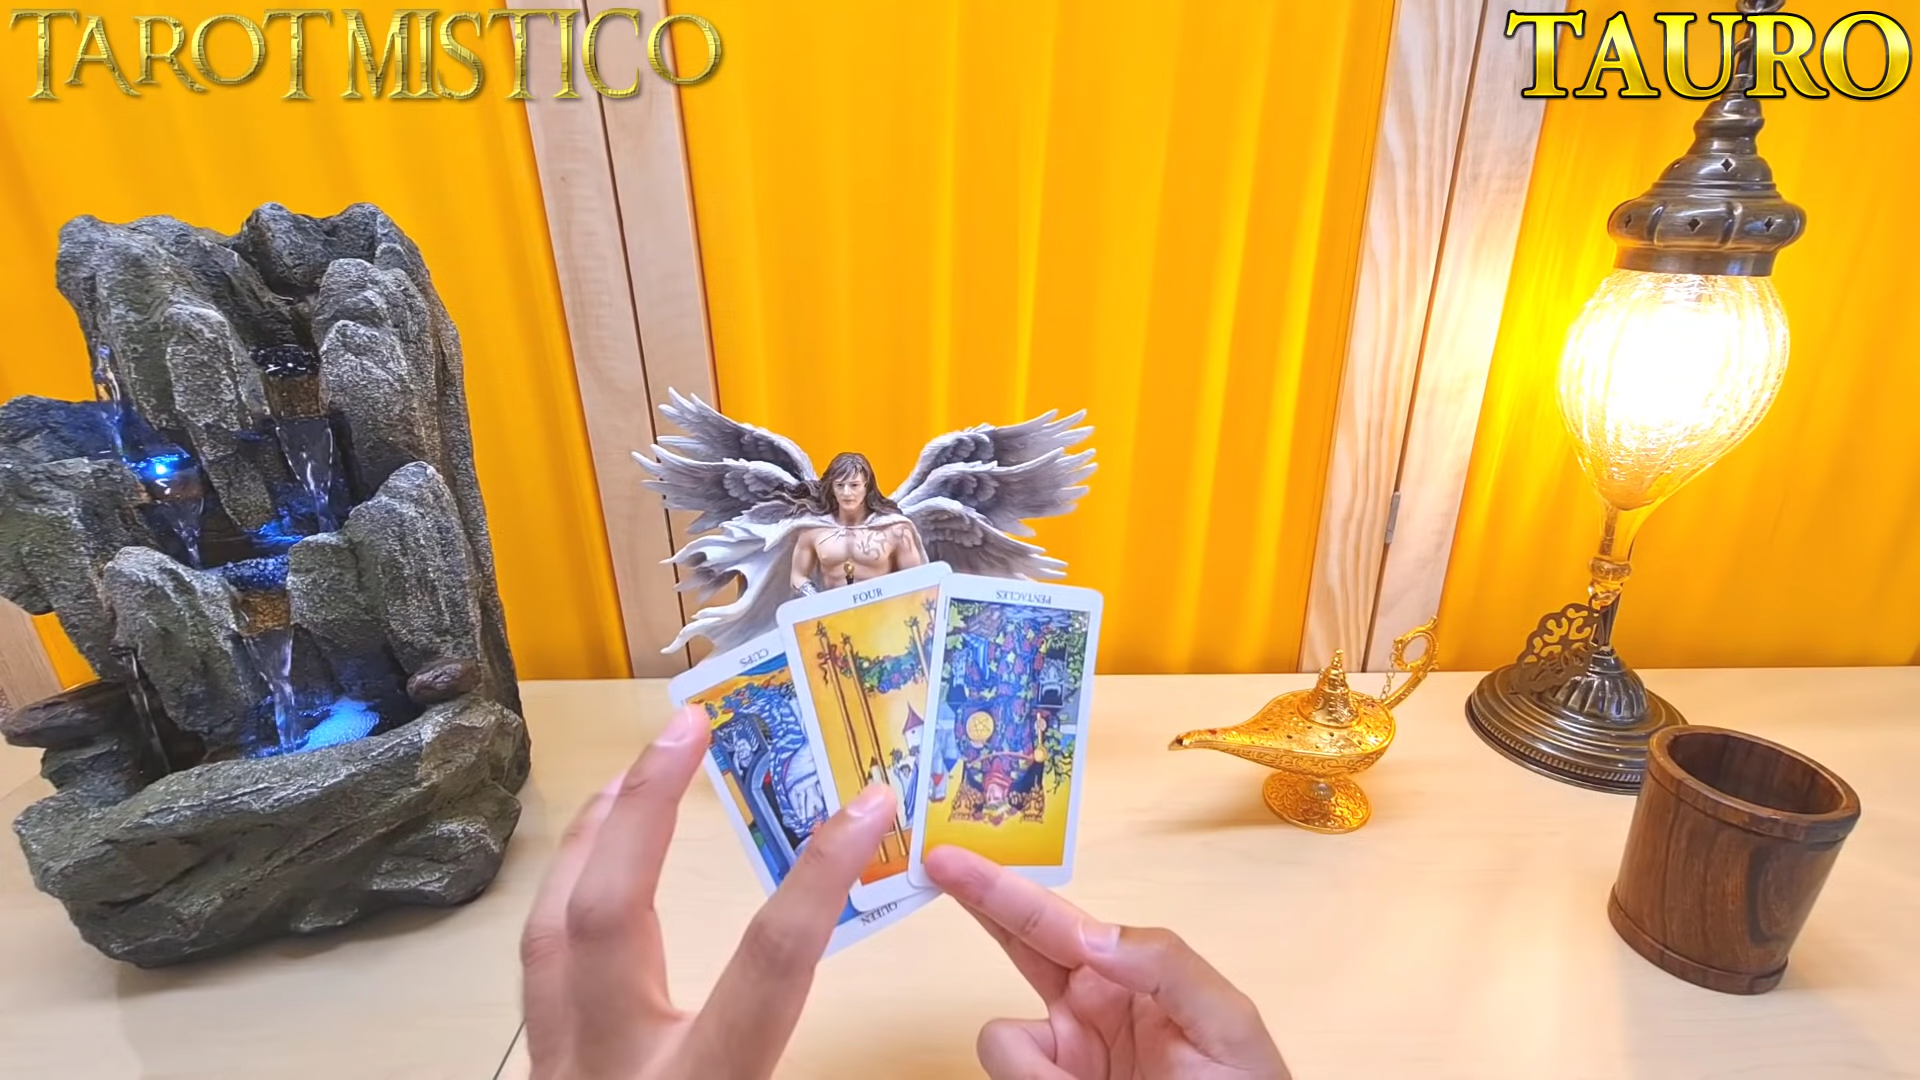 TAROT MISTICO
TAURO
FOUR
PENTACLES
CUPS
QUEEN